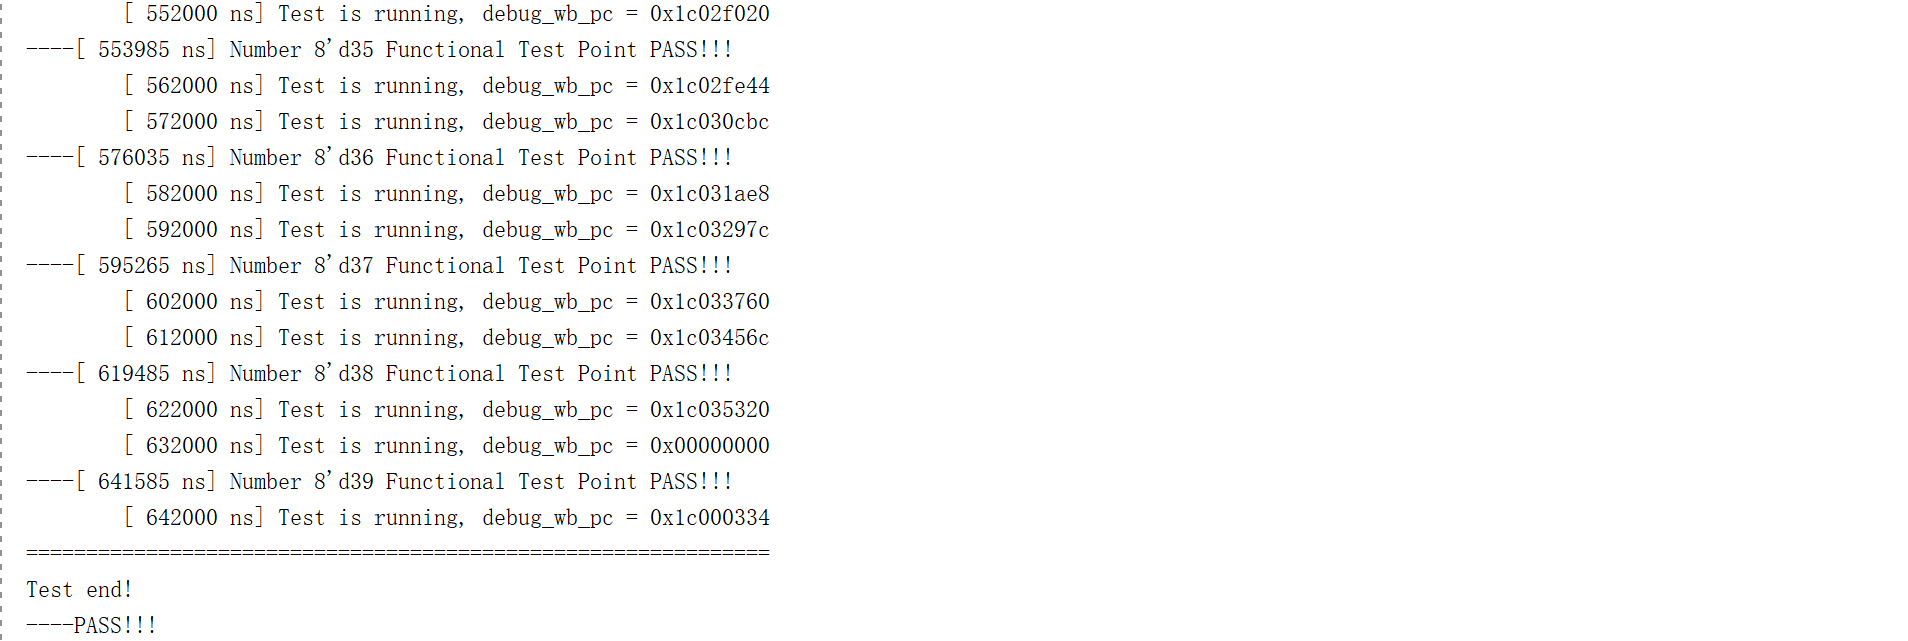 [ 552000 ns] Test is running, debug_wb_pc = 0x1c02f020
----[ 553985 ns] Number 8'd35 Functional Test Point PASS!!!
[ 562000 ns] Test is running, debug_wb_pc = 0x1c02fe44
[ 572000 ns] Test is running, debug_wb_pc = 0x1c030cbc
----[ 576035 ns] Number 8'd36 Functional Test Point PASS!!!
[ 582000 ns] Test is running, debug_wb_pc = 0x1c031ae8
[ 592000 ns] Test is running, debug_wb_pc = 0x1c03297c
----[ 595265 ns] Number 8'd37 Functional Test Point PASS!!!
[ 602000 ns] Test is running, debug_wb_pc = 0x1c033760
[ 612000 ns] Test is running, debug_wb_pc = 0x1c03456c
----[ 619485 ns] Number 8'd38 Functional Test Point PASS!!!
[ 622000 ns] Test is running, debug_wb_pc = 0x1c035320
[ 632000 ns] Test is running, debug_wb_pc = 0x00000000
----[ 641585 ns] Number 8'd39 Functional Test Point PASS!!!
[ 642000 ns] Test is running, debug_wb_pc = 0x1c000334
==============================================================
Test end!
----PASS!!!